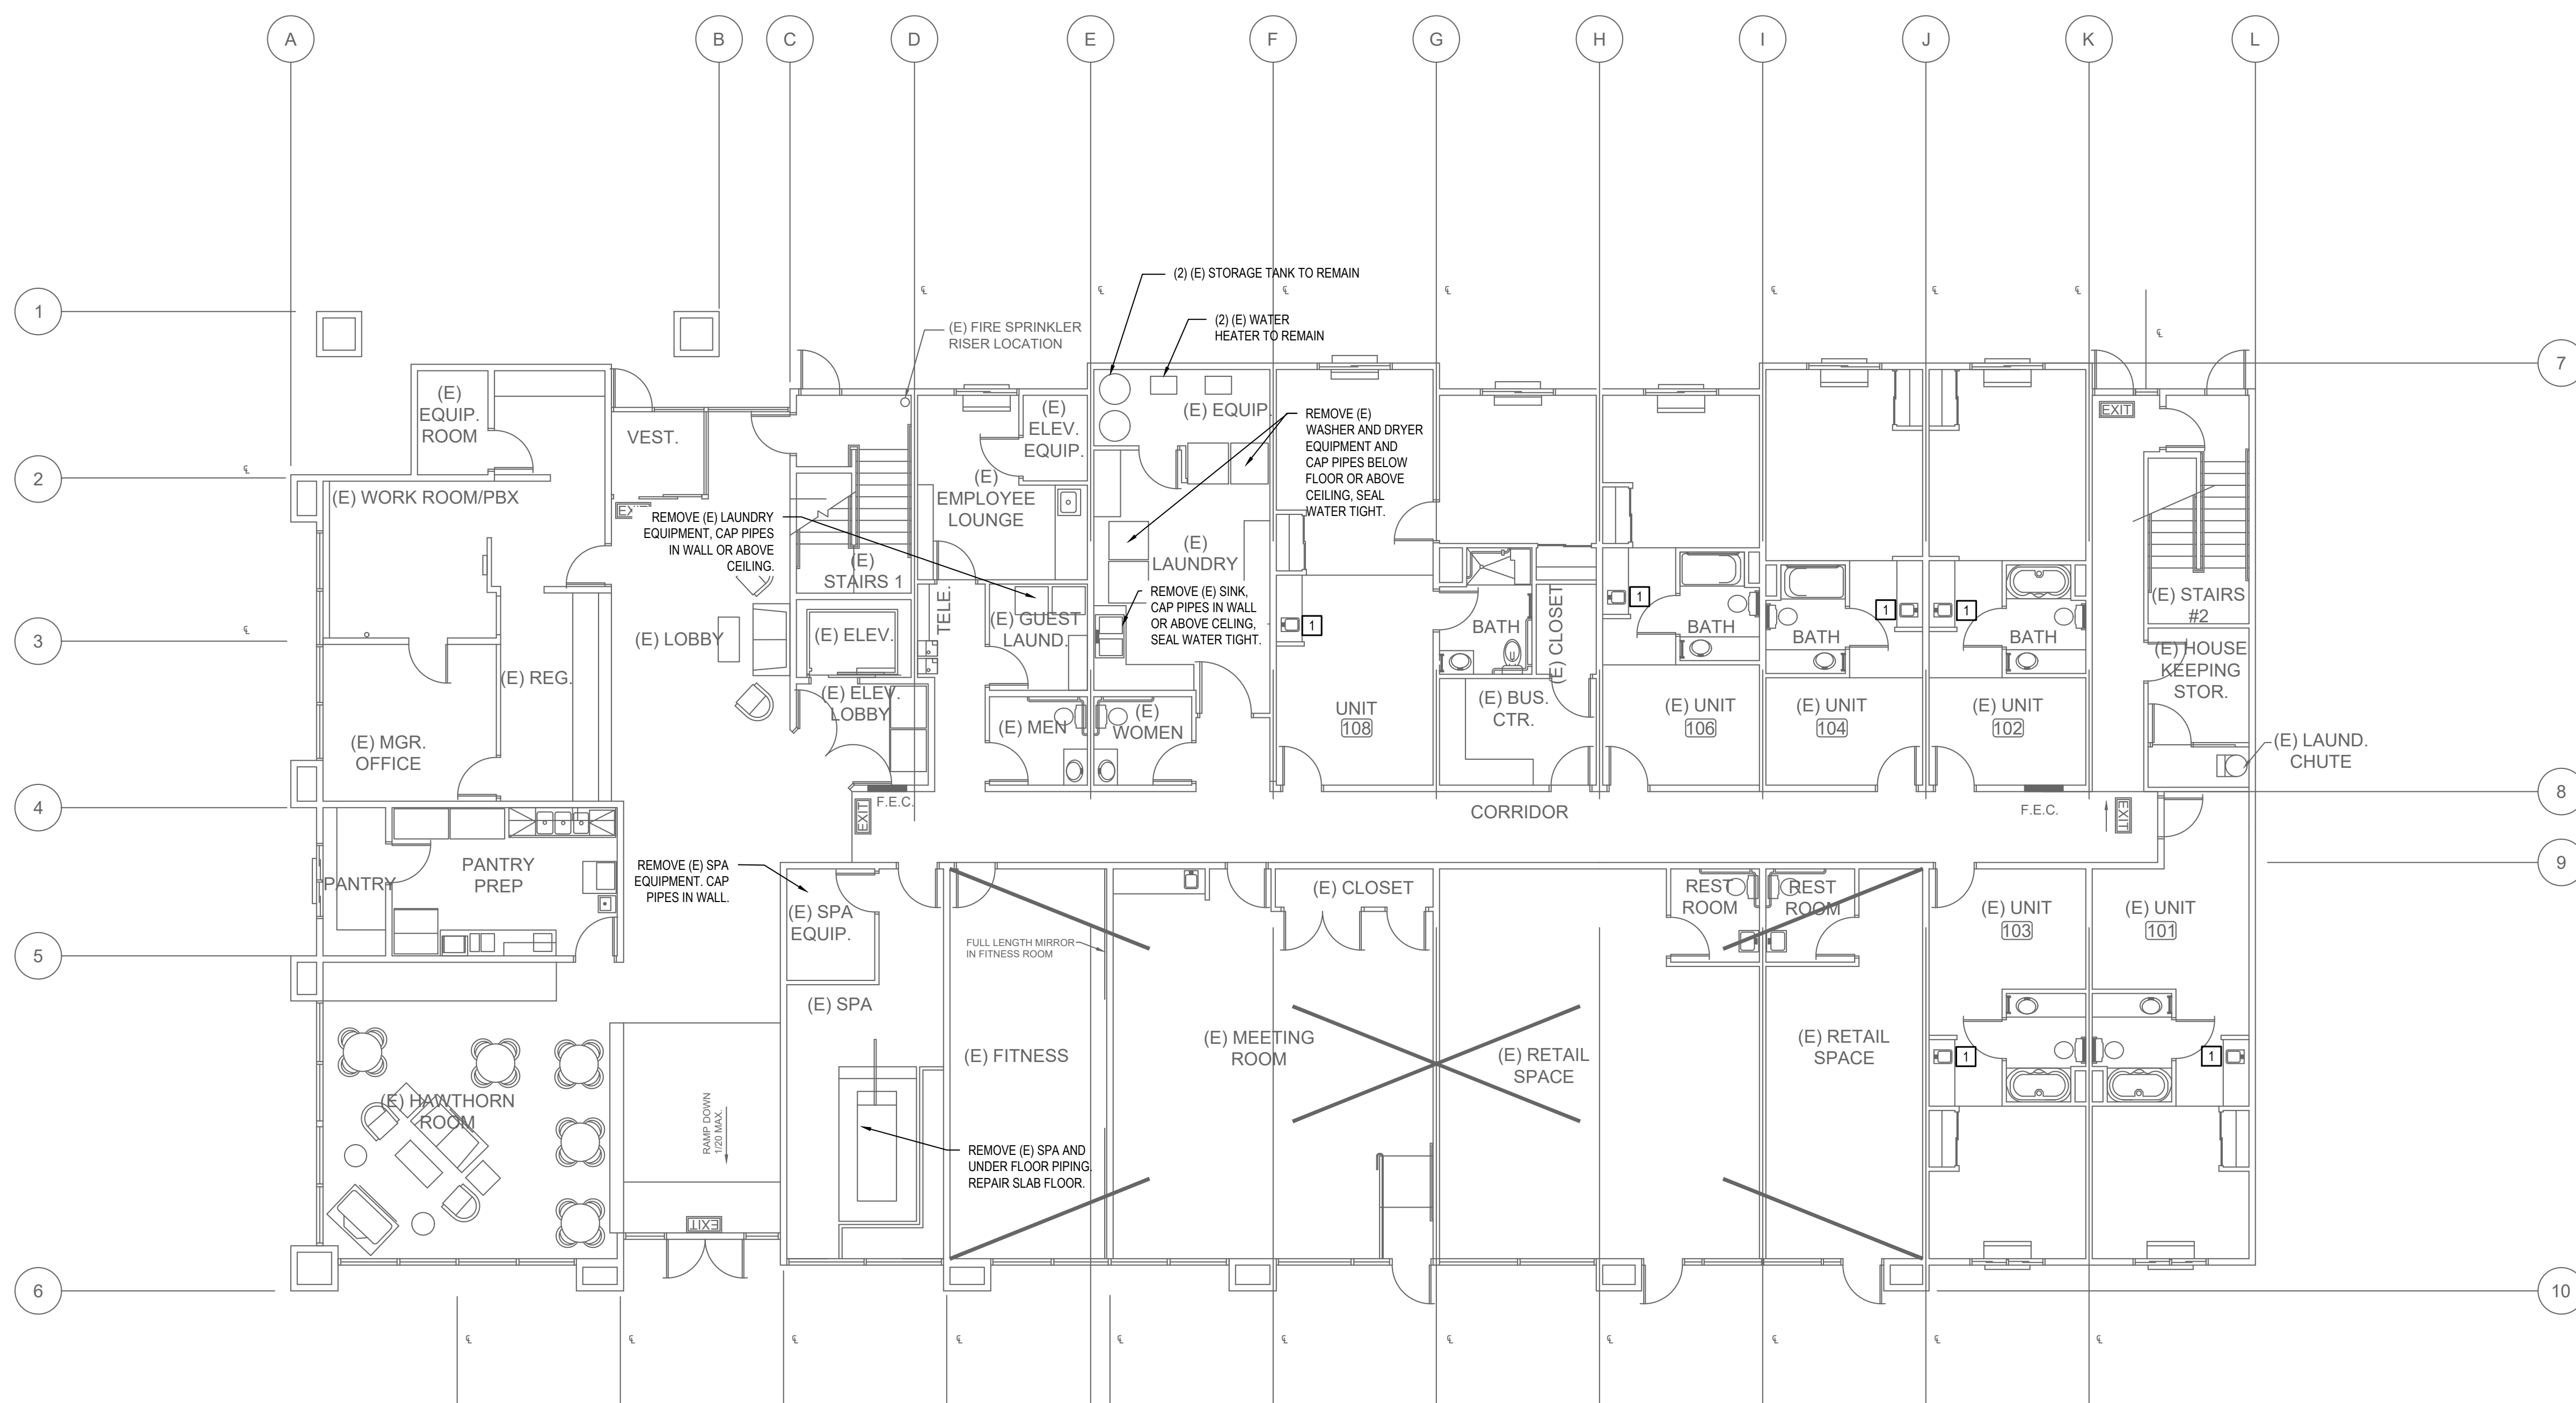 A
B
C
D
E
F
G
H
I
J
K
L
(2) (E) STORAGE TANK TO REMAIN
1
(E) FIRE SPRINKLER
RISER LOCATION
(2) (E) WATER
HEATER TO REMAIN
7
(E)
EQUIP.
ROOM
VEST.
(E)
ELEV.
EQUIP.
(E) EQUIP.
REMOVE (E)
WASHER AND DRYER
EQUIPMENT AND
CAP PIPES BELOW
FLOOR OR ABOVE
CEILING, SEAL
WATER TIGHT.
EXIT
2
(E) WORK ROOM/PBX
(E)
EMPLOYEE
LOUNGE
REMOVE (E) LAUNDRY
EQUIPMENT, CAP PIPES
IN WALL OR ABOVE
CEILING.
(E)
STAIRS 1
(E)
LAUNDRY
REMOVE (E) SINK,
CAP PIPES IN WALL
OR ABOVE CELING,
SEAL WATER TIGHT.
3
(E) LOBBY
(E) ELEV.
TELE.
(E) GUEST
LAUND.
1
BATH
(E) CLOSET
1
BATH
1
BATH
1
BATH
(E) STAIRS
#2
(E) HOUSE
KEEPING
STOR.
(E) REG.
(E) ELEV.
LOBBY
(E) MEN
(E)
WOMEN
UNIT
108
(E) BUS.
CTR.
(E) UNIT
106
(E) UNIT
104
(E) UNIT
102
(E) MGR.
OFFICE
(E) LAUND.
CHUTE
4
F.E.C.
EXIT
CORRIDOR
F.E.C.
EXIT
8
PANTRY
PANTRY
PREP
REMOVE (E) SPA
EQUIPMENT. CAP
PIPES IN WALL.
(E) SPA
EQUIP.
(E) CLOSET
REST
ROOM
REST
ROOM
9
(E) UNIT
103
(E) UNIT
101
5
FULL LENGTH MIRROR
IN FITNESS ROOM
(E) SPA
(E) FITNESS
(E) MEETING
ROOM
(E) RETAIL
SPACE
(E) RETAIL
SPACE
1
1
(E) HAWTHORN
ROOM
RAMP DOWN
1/20 MAX.
REMOVE (E) SPA AND
UNDER FLOOR PIPING.
REPAIR SLAB FLOOR.
EXIT
6
10